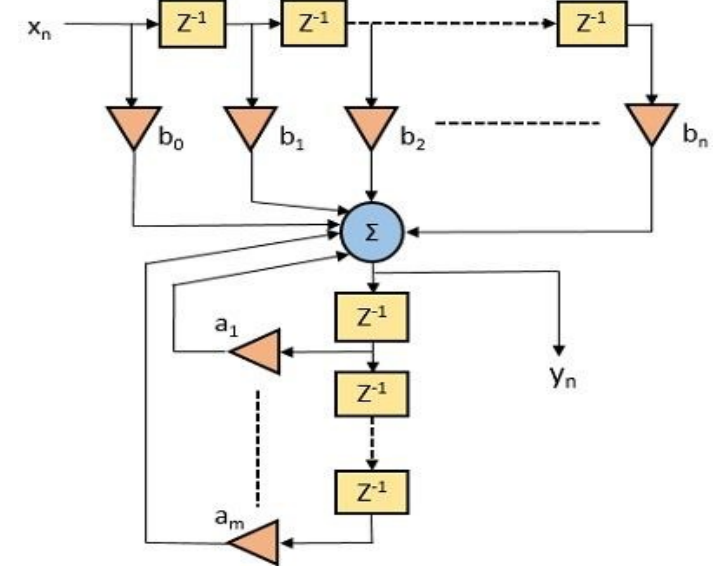 xₙ Z⁻¹ Z⁻¹ Z⁻¹
b₀ b₁ b₂ bₙ
Σ
Z⁻¹
a₁
yₙ
Z⁻¹
Z⁻¹
aₘ